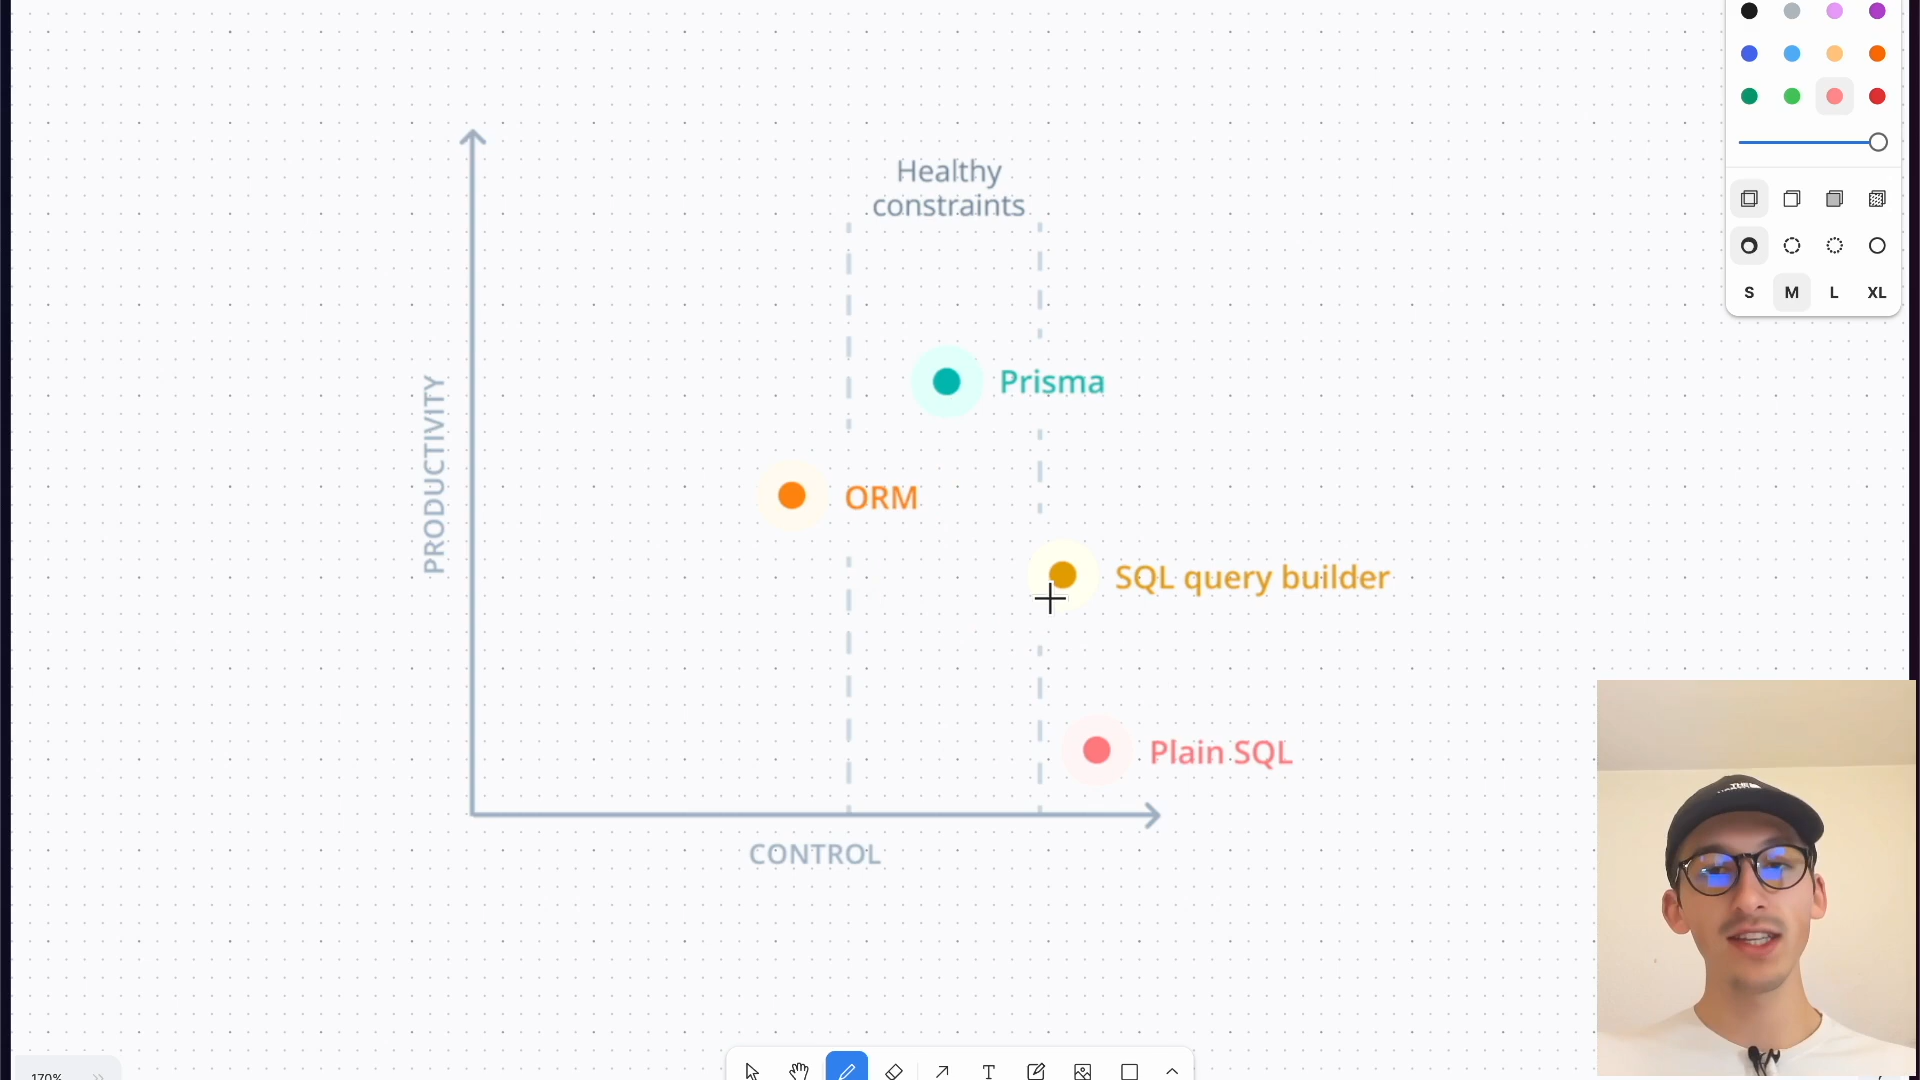 Healthy
constraints
Prisma
PRODUCTIVITY
ORM
SQL query builder
Plain SQL
CONTROL
S M L XL
170%
T